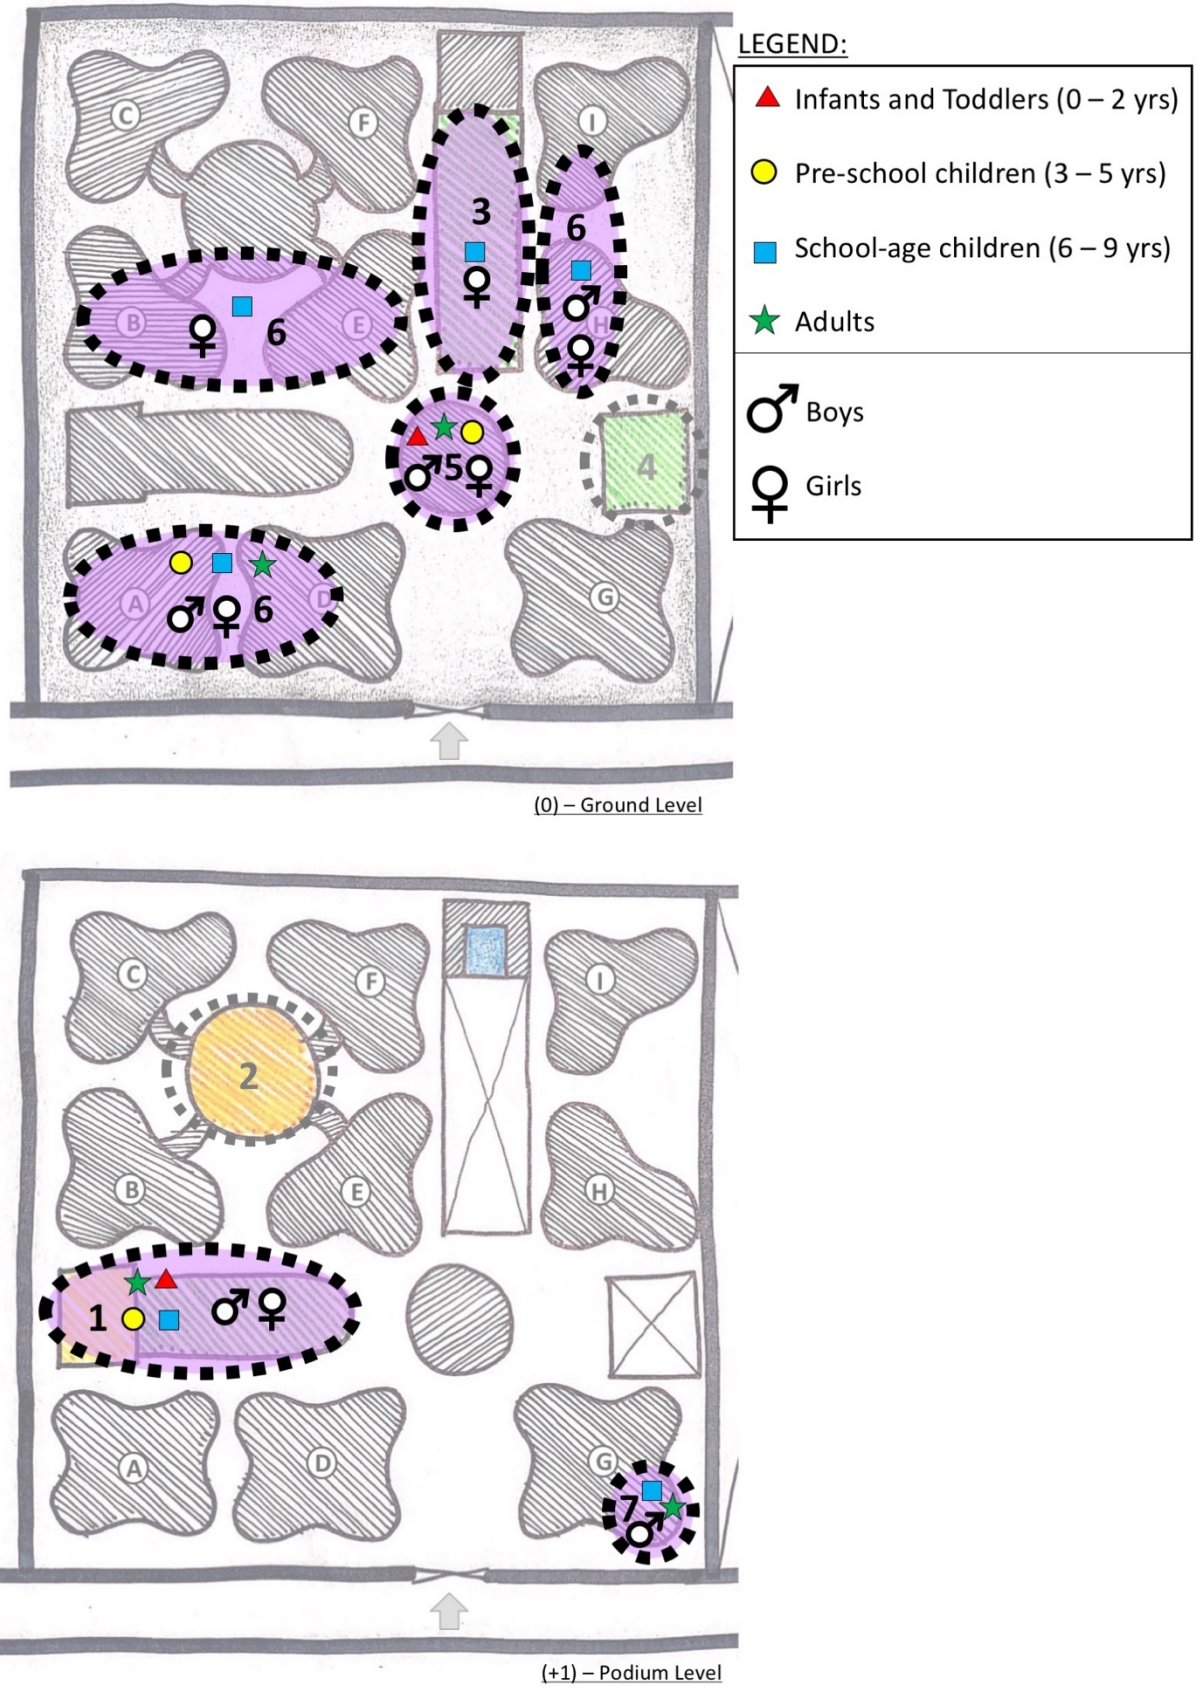 LEGEND:
Infants and Toddlers (0 – 2 yrs)
Pre-school children (3 – 5 yrs)
School-age children (6 – 9 yrs)
Adults
Boys
Girls
C
F
I
3
6
B
E
6
H
5
4
A
6
D
G
(0) – Ground Level
C
F
I
2
B
E
H
1
A
D
G
7
(+1) – Podium Level